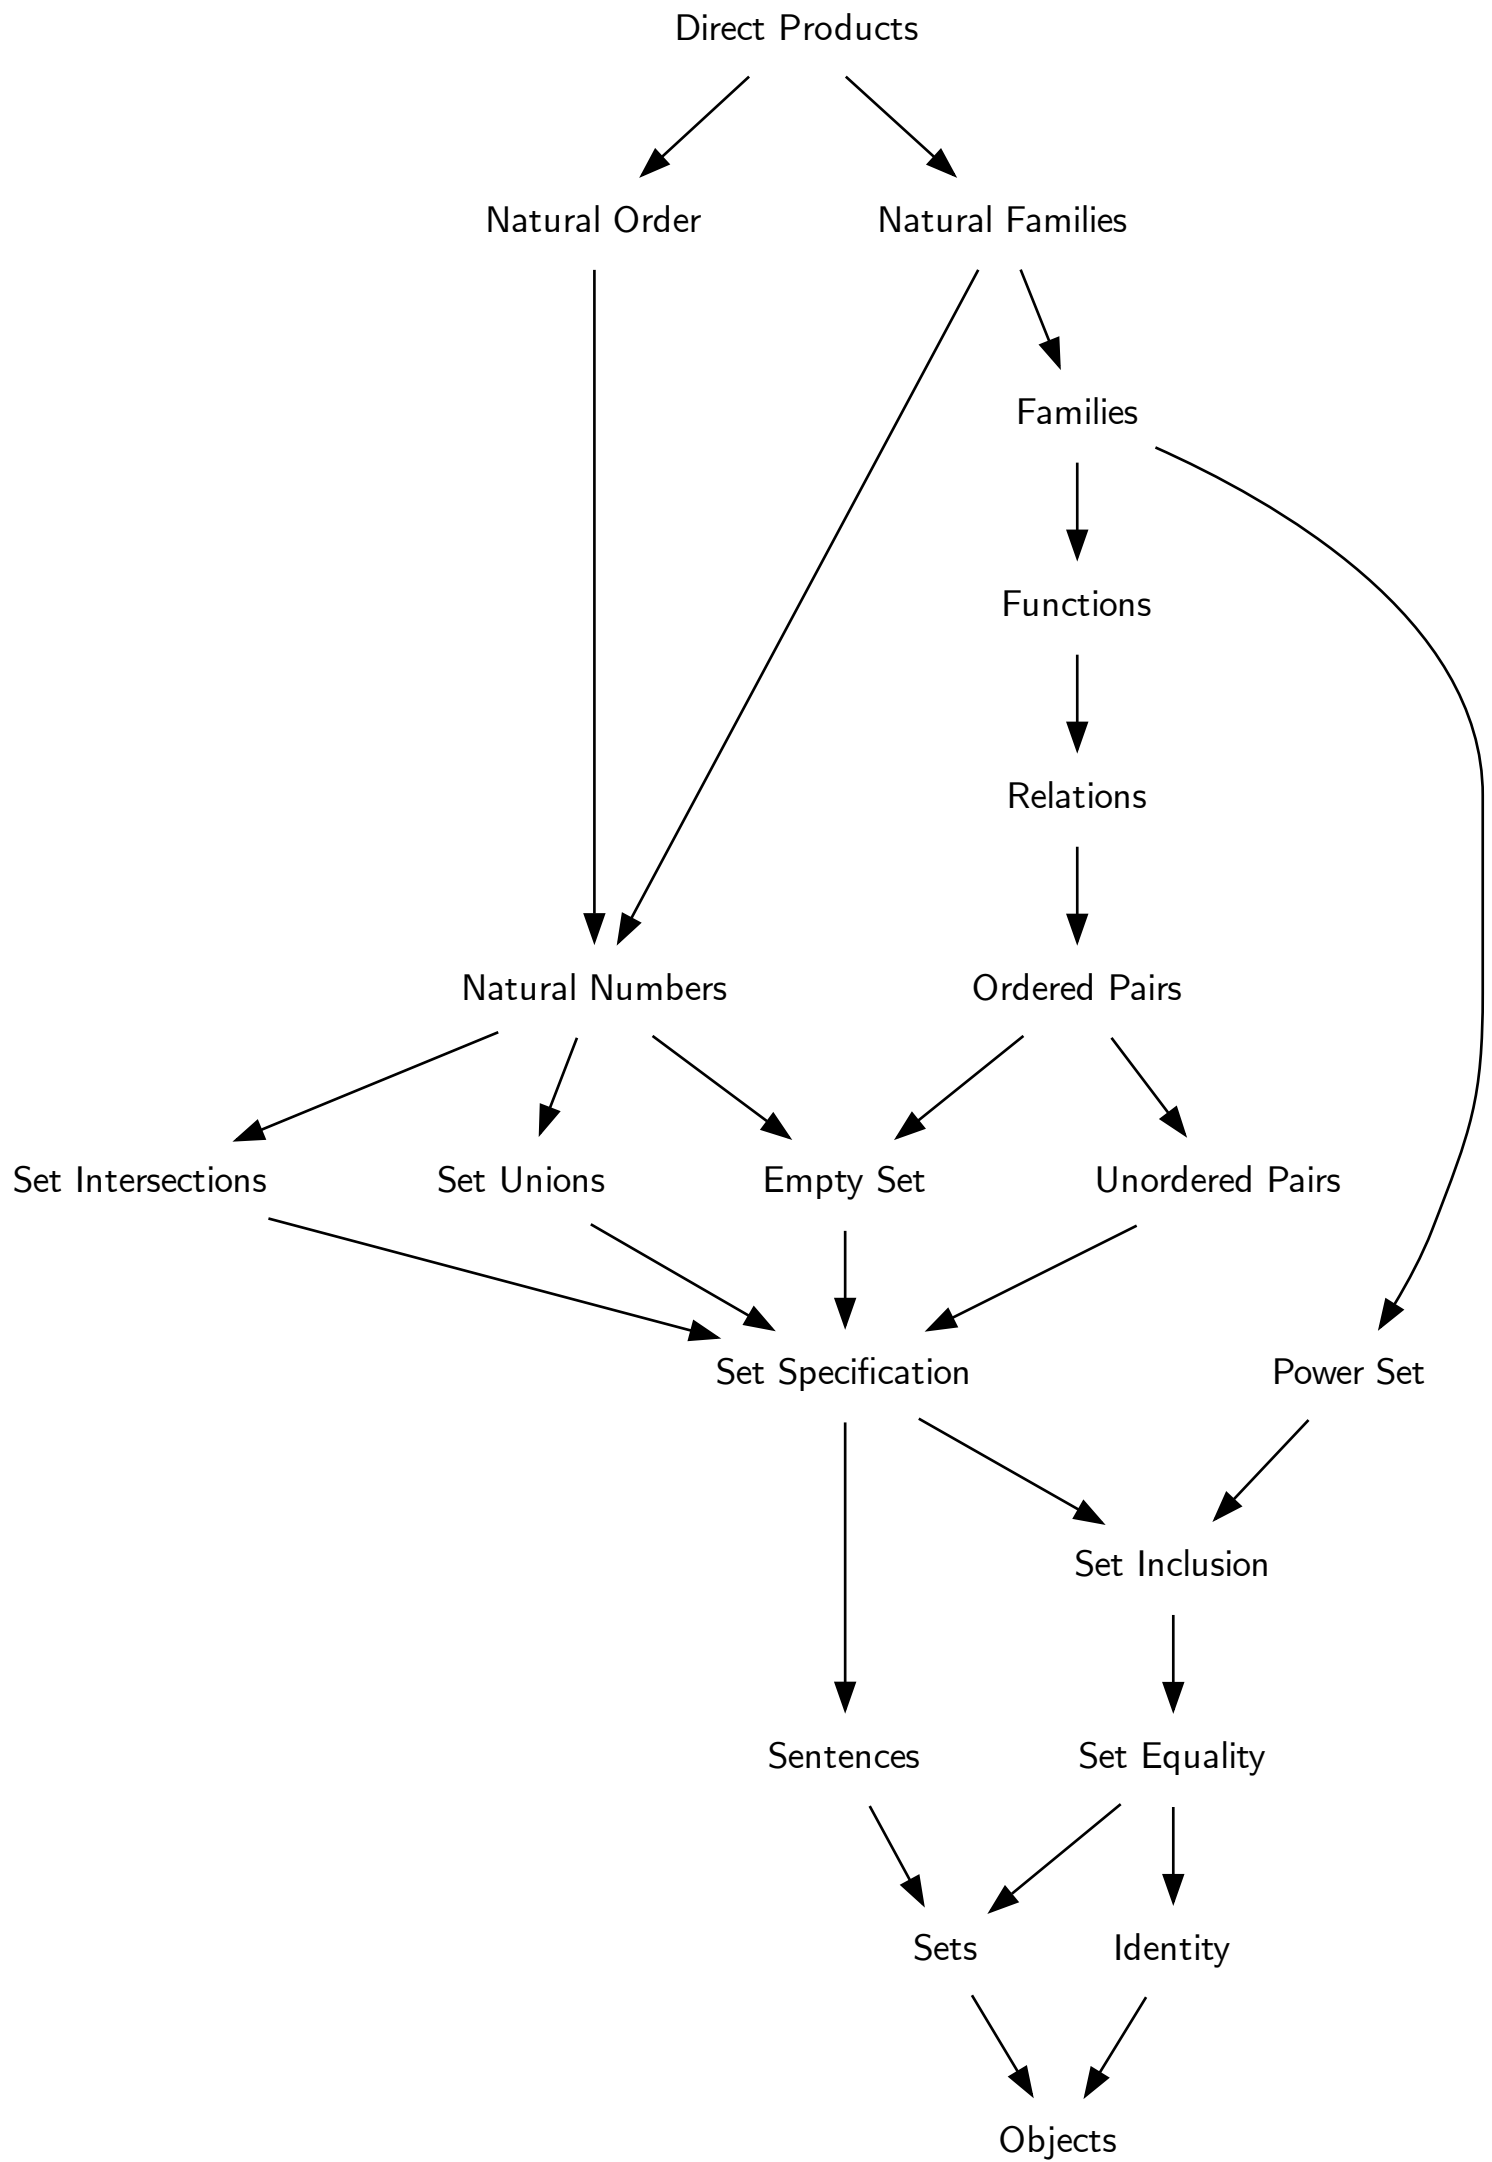 Direct Products
Natural Order
Natural Families
Families
Functions
Relations
Natural Numbers
Ordered Pairs
Set Intersections
Set Unions
Empty Set
Unordered Pairs
Set Specification
Power Set
Set Inclusion
Sentences
Set Equality
Sets
Identity
Objects